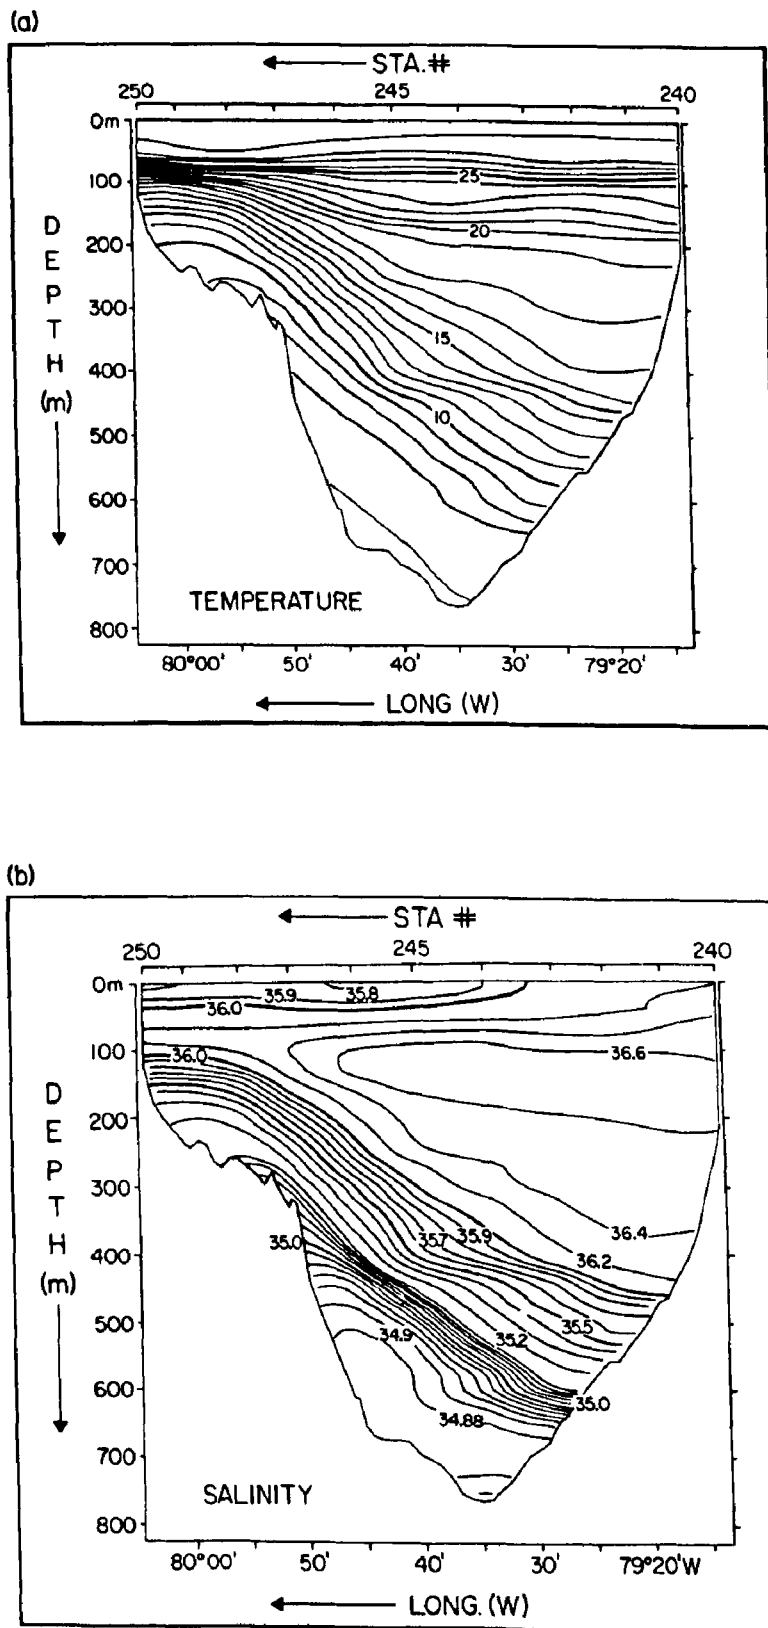 (a)
← STA.#
250 245 240
0m
100
25
200
20
DEPTH
300
15
400
(m)
10
500
600
700
TEMPERATURE
800
80°00' 50' 40' 30' 79°20'
← LONG (W)
(b)
← STA #
250 245 240
0m
35.9 35.8
36.0
100
36.0 36.6
200
DEPTH
300
35.0 35.7 35.9 36.4
36.2
400
(m)
500
34.9 35.2 35.5
600
35.0
34.88
700
SALINITY
800
80°00' 50' 40' 30' 79°20'W
← LONG. (W)